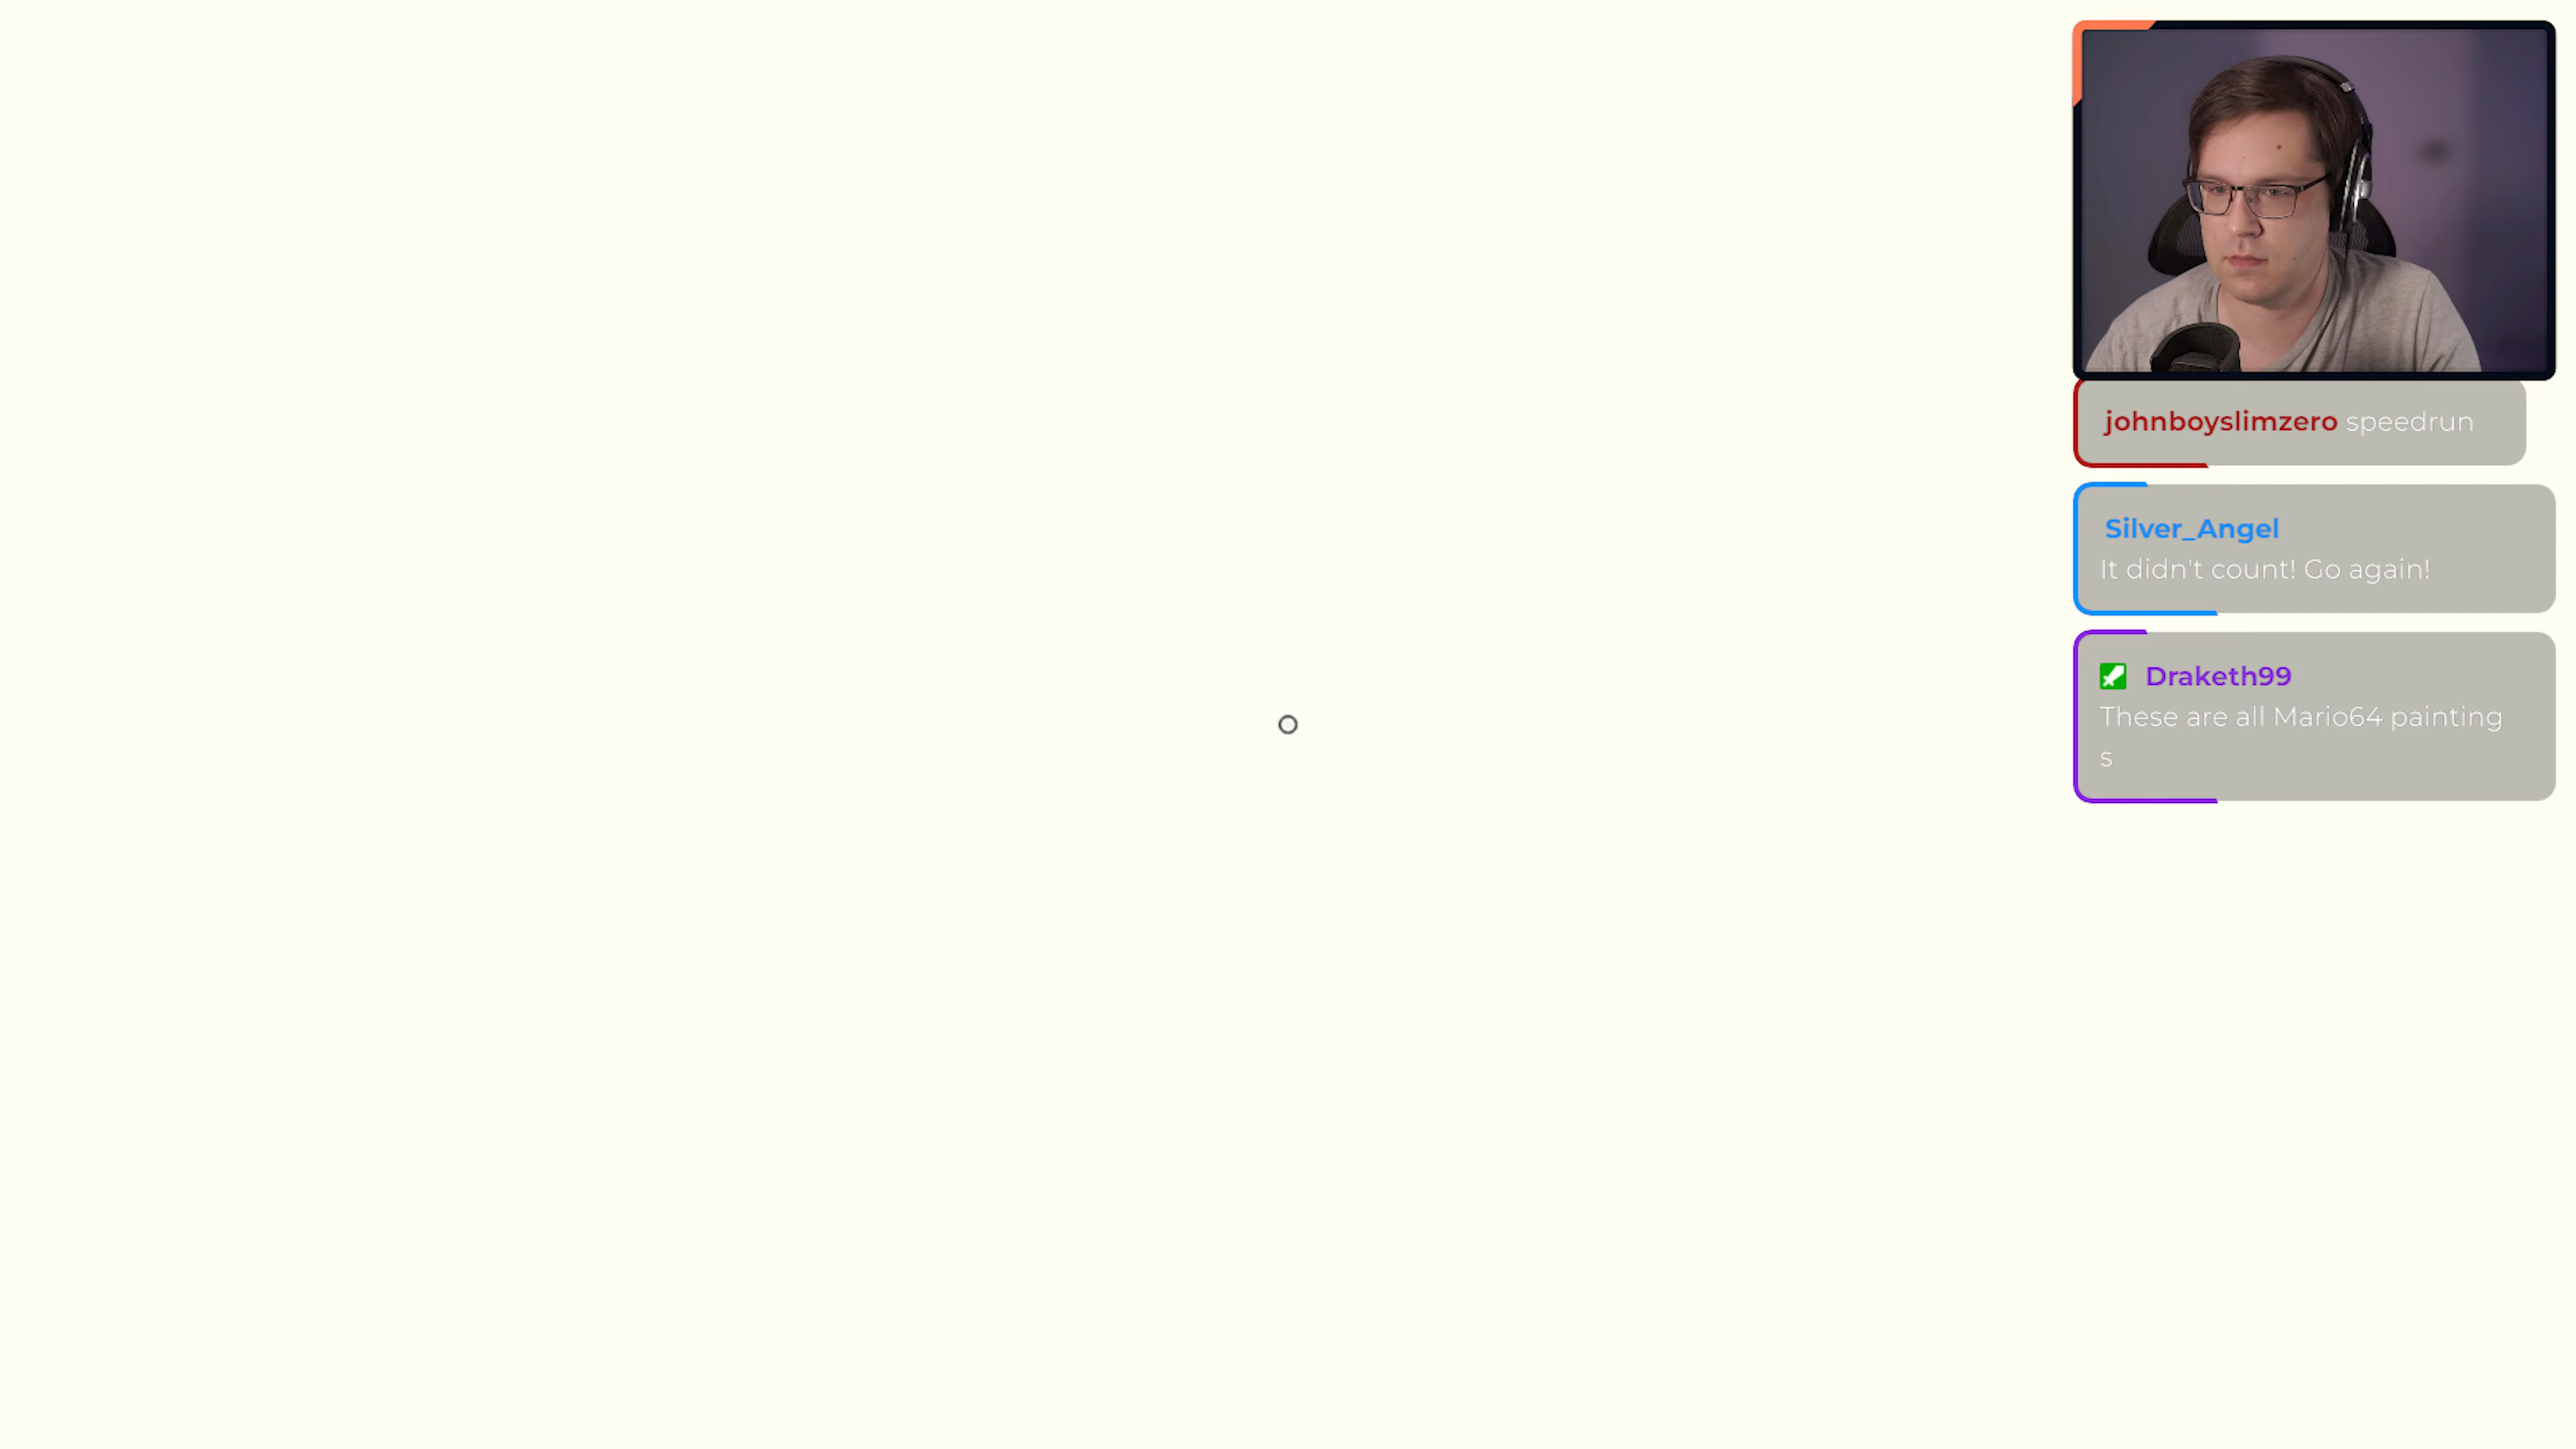 johnboyslimzero speedrun
Silver_Angel
It didn't count! Go again!
Draketh99
These are all Mario64 painting
s